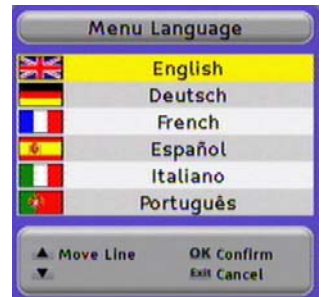 Menu Language
English
Deutsch
French
Español
Italiano
Português
▲ Move Line OK Confirm
▼ Exit Cancel